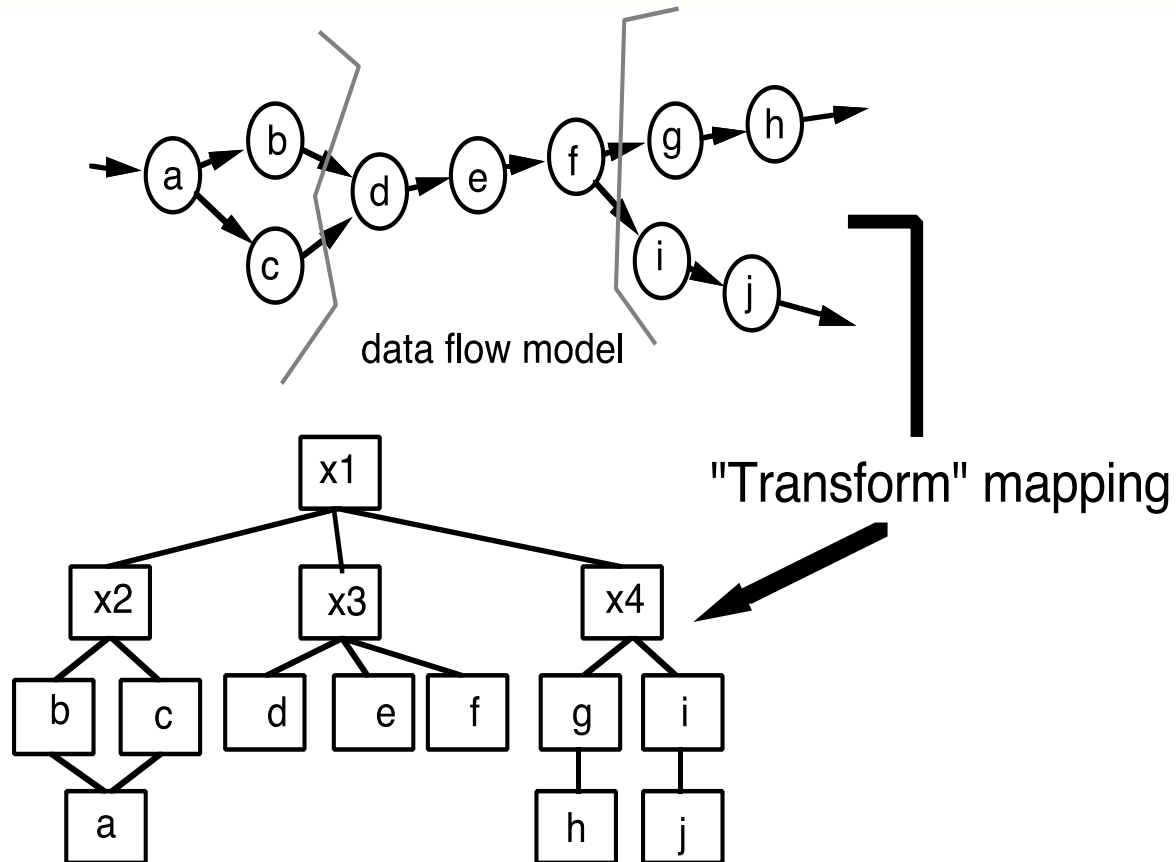 b
g
h
a
d
e
f
c
i
j
data flow model
x1
"Transform" mapping
x2
x3
x4
b
c
d
e
f
g
i
a
h
j